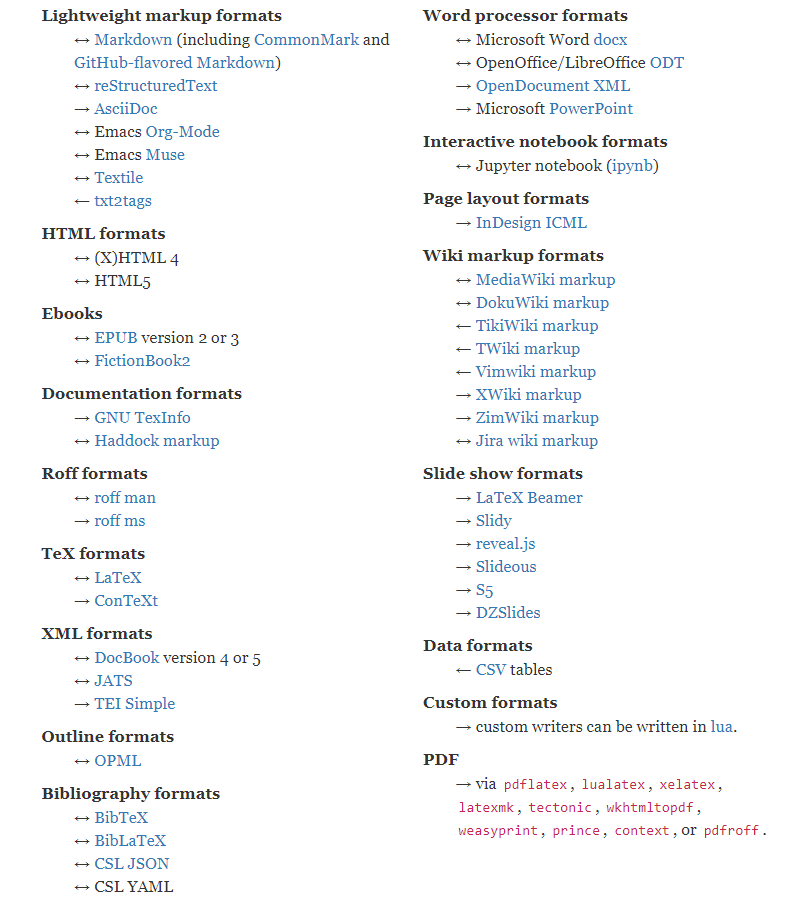 Lightweight markup formats
↔ Markdown (including CommonMark and
GitHub-flavored Markdown)
↔ reStructuredText
→ AsciiDoc
↔ Emacs Org-Mode
↔ Emacs Muse
↔ Textile
← txt2tags
HTML formats
↔ (X)HTML 4
↔ HTML5
Ebooks
↔ EPUB version 2 or 3
↔ FictionBook2
Documentation formats
→ GNU TexInfo
↔ Haddock markup
Roff formats
↔ roff man
→ roff ms
TeX formats
↔ LaTeX
→ ConTeXt
XML formats
↔ DocBook version 4 or 5
↔ JATS
→ TEI Simple
Outline formats
↔ OPML
Bibliography formats
↔ BibTeX
↔ BibLaTeX
↔ CSL JSON
↔ CSL YAML
Word processor formats
↔ Microsoft Word docx
↔ OpenOffice/LibreOffice ODT
→ OpenDocument XML
→ Microsoft PowerPoint
Interactive notebook formats
↔ Jupyter notebook (ipynb)
Page layout formats
→ InDesign ICML
Wiki markup formats
↔ MediaWiki markup
↔ DokuWiki markup
← TikiWiki markup
← TWiki markup
← Vimwiki markup
→ XWiki markup
→ ZimWiki markup
↔ Jira wiki markup
Slide show formats
→ LaTeX Beamer
→ Slidy
→ reveal.js
→ Slideous
→ S5
→ DZSlides
Data formats
← CSV tables
Custom formats
→ custom writers can be written in lua.
PDF
→ via pdflatex, lualatex, xelatex,
latexmk, tectonic, wkhtmltopdf,
weasyprint, prince, context, or pdfroff.